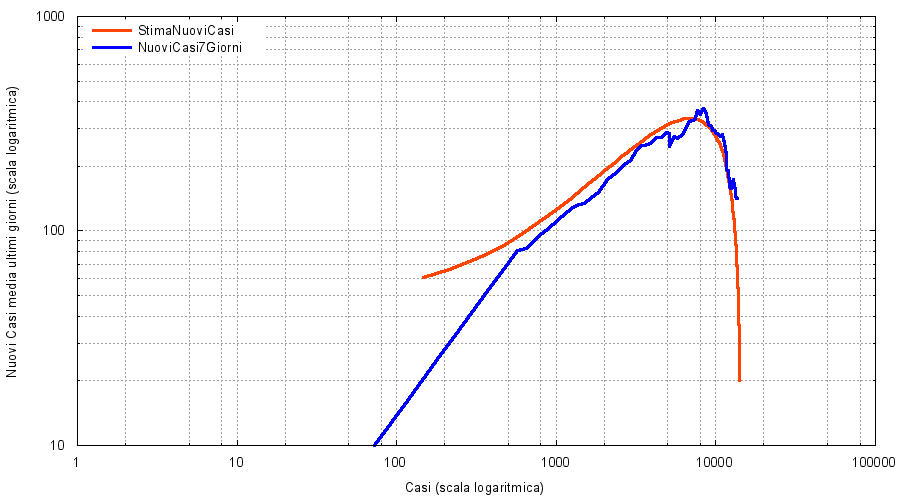 1000
StimaNuoviCasi
NuoviCasi7Giorni
Nuovi Casi media ultimi giorni (scala logaritmica)
100
10
1 10 100 1000 10000 100000
Casi (scala logaritmica)